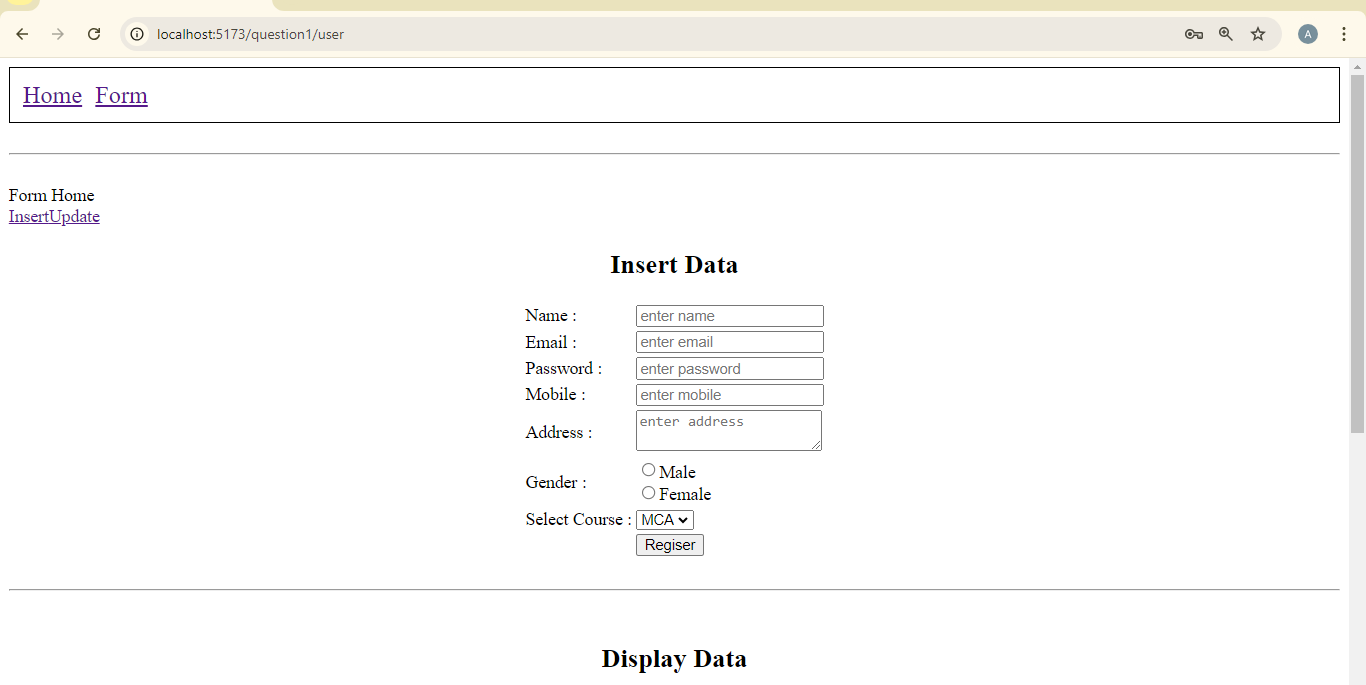 localhost:5173/question1/user
A
Home Form
Form Home
InsertUpdate
Insert Data
Name : enter name
Email : enter email
Password : enter password
Mobile : enter mobile
Address : enter address
Gender : Male
Female
Select Course : MCA
Regiser
Display Data